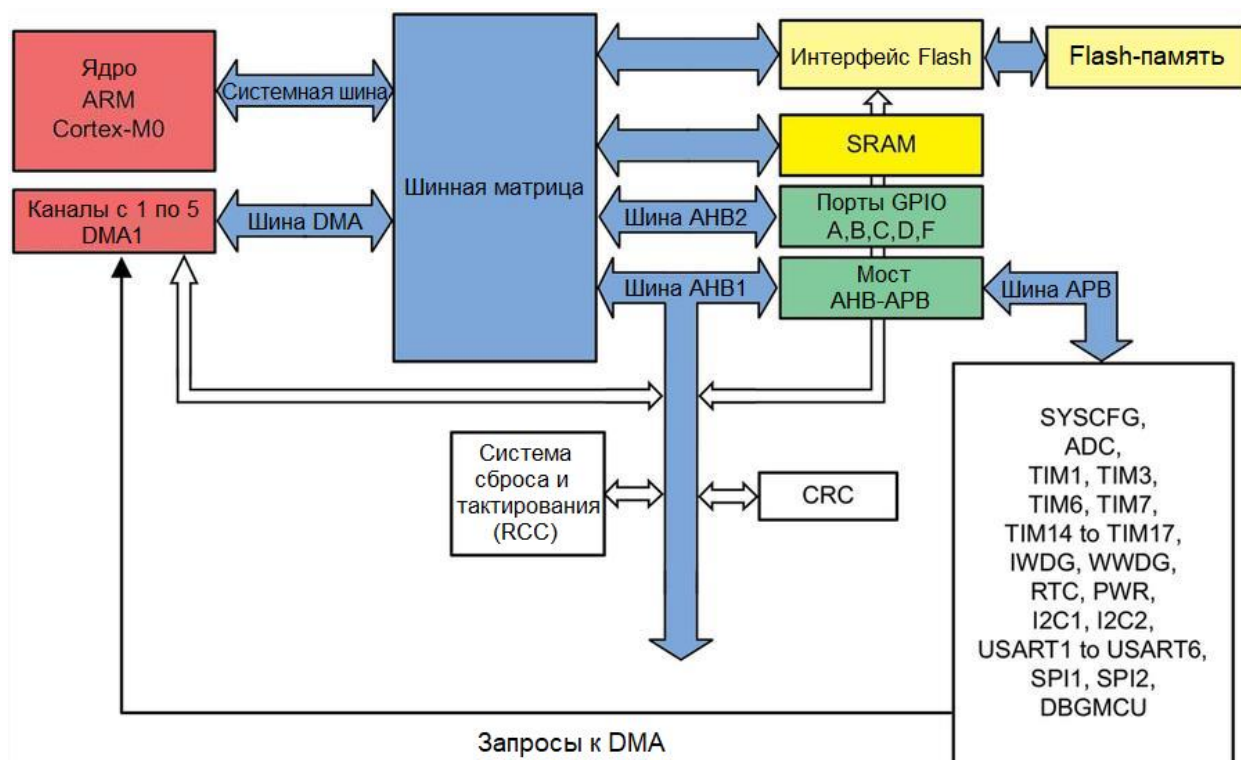 Ядро
ARM
Cortex-M0
Системная шина
Каналы с 1 по 5
DMA1
Шина DMA
Шинная матрица
Интерфейс Flash
Flash-память
SRAM
Шина AHB2
Порты GPIO
A,B,C,D,F
Шина AHB1
Мост
AHB-APB
Шина APB
Система
сброса и
тактирования
(RCC)
CRC
SYSCFG,
ADC,
TIM1, TIM3,
TIM6, TIM7,
TIM14 to TIM17,
IWDG, WWDG,
RTC, PWR,
I2C1, I2C2,
USART1 to USART6,
SPI1, SPI2,
DBGMCU
Запросы к DMA